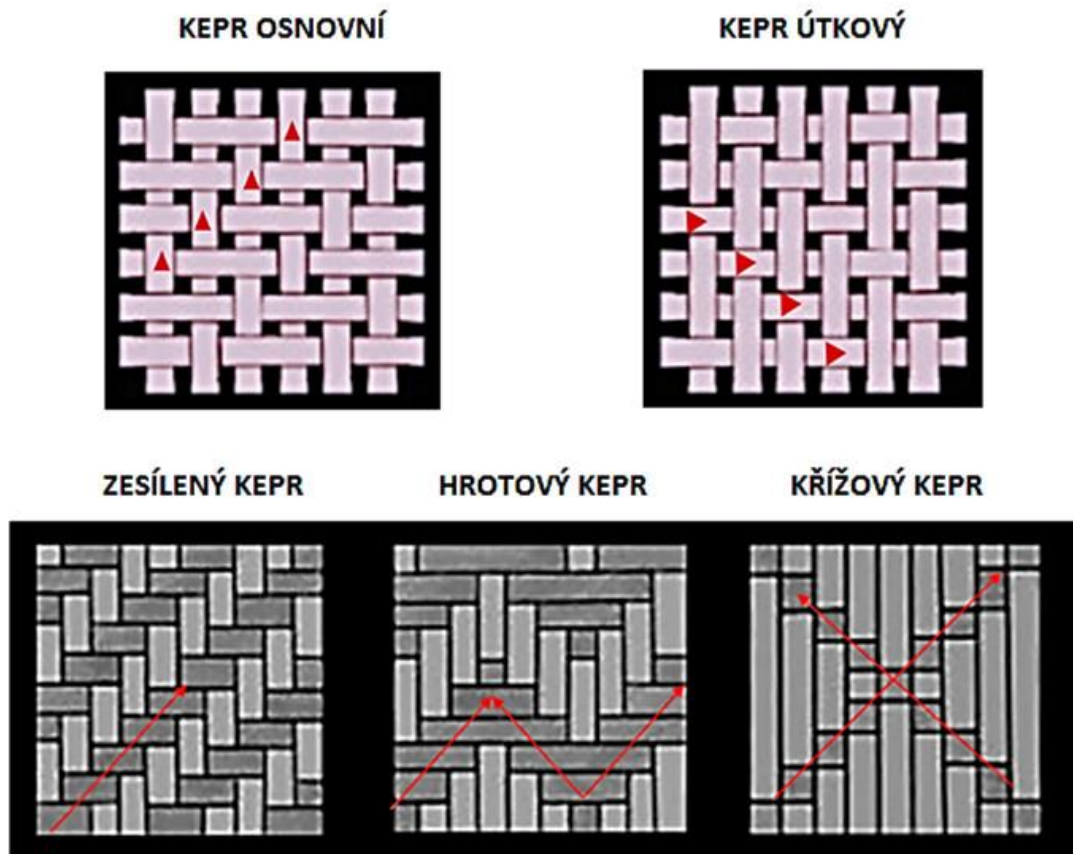 KEPR OSNOVNÍ
KEPR ÚTKOVÝ
ZESÍLENÝ KEPR
HROTOVÝ KEPR
KŘÍŽOVÝ KEPR